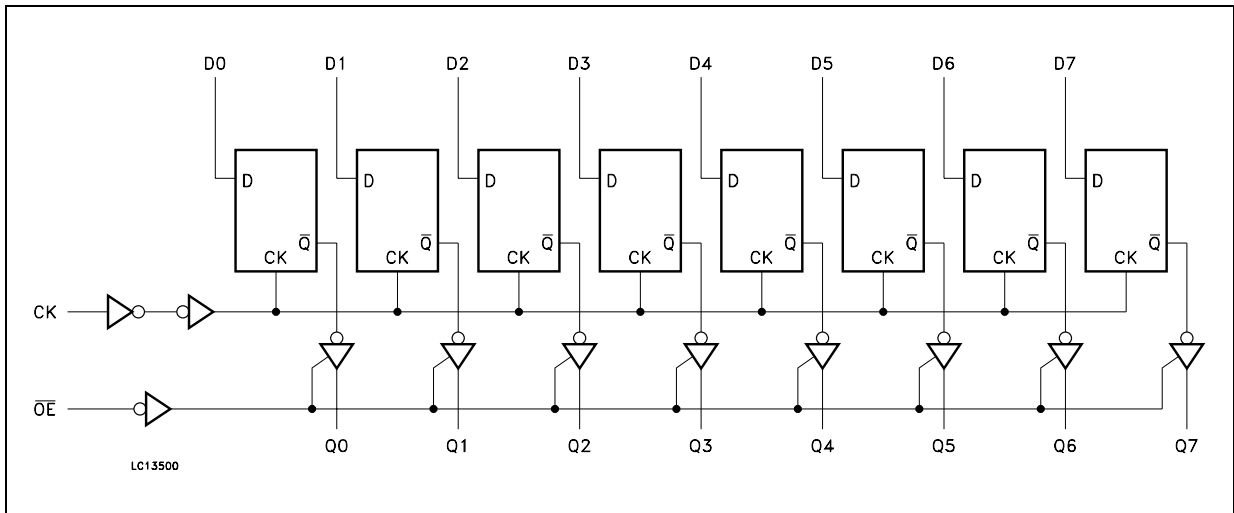 D0 D1 D2 D3 D4 D5 D6 D7
D D D D D D D D
Q̅ Q̅ Q̅ Q̅ Q̅ Q̅ Q̅ Q̅
CK CK CK CK CK CK CK CK
CK
O̅E̅
Q0 Q1 Q2 Q3 Q4 Q5 Q6 Q7
LC13500